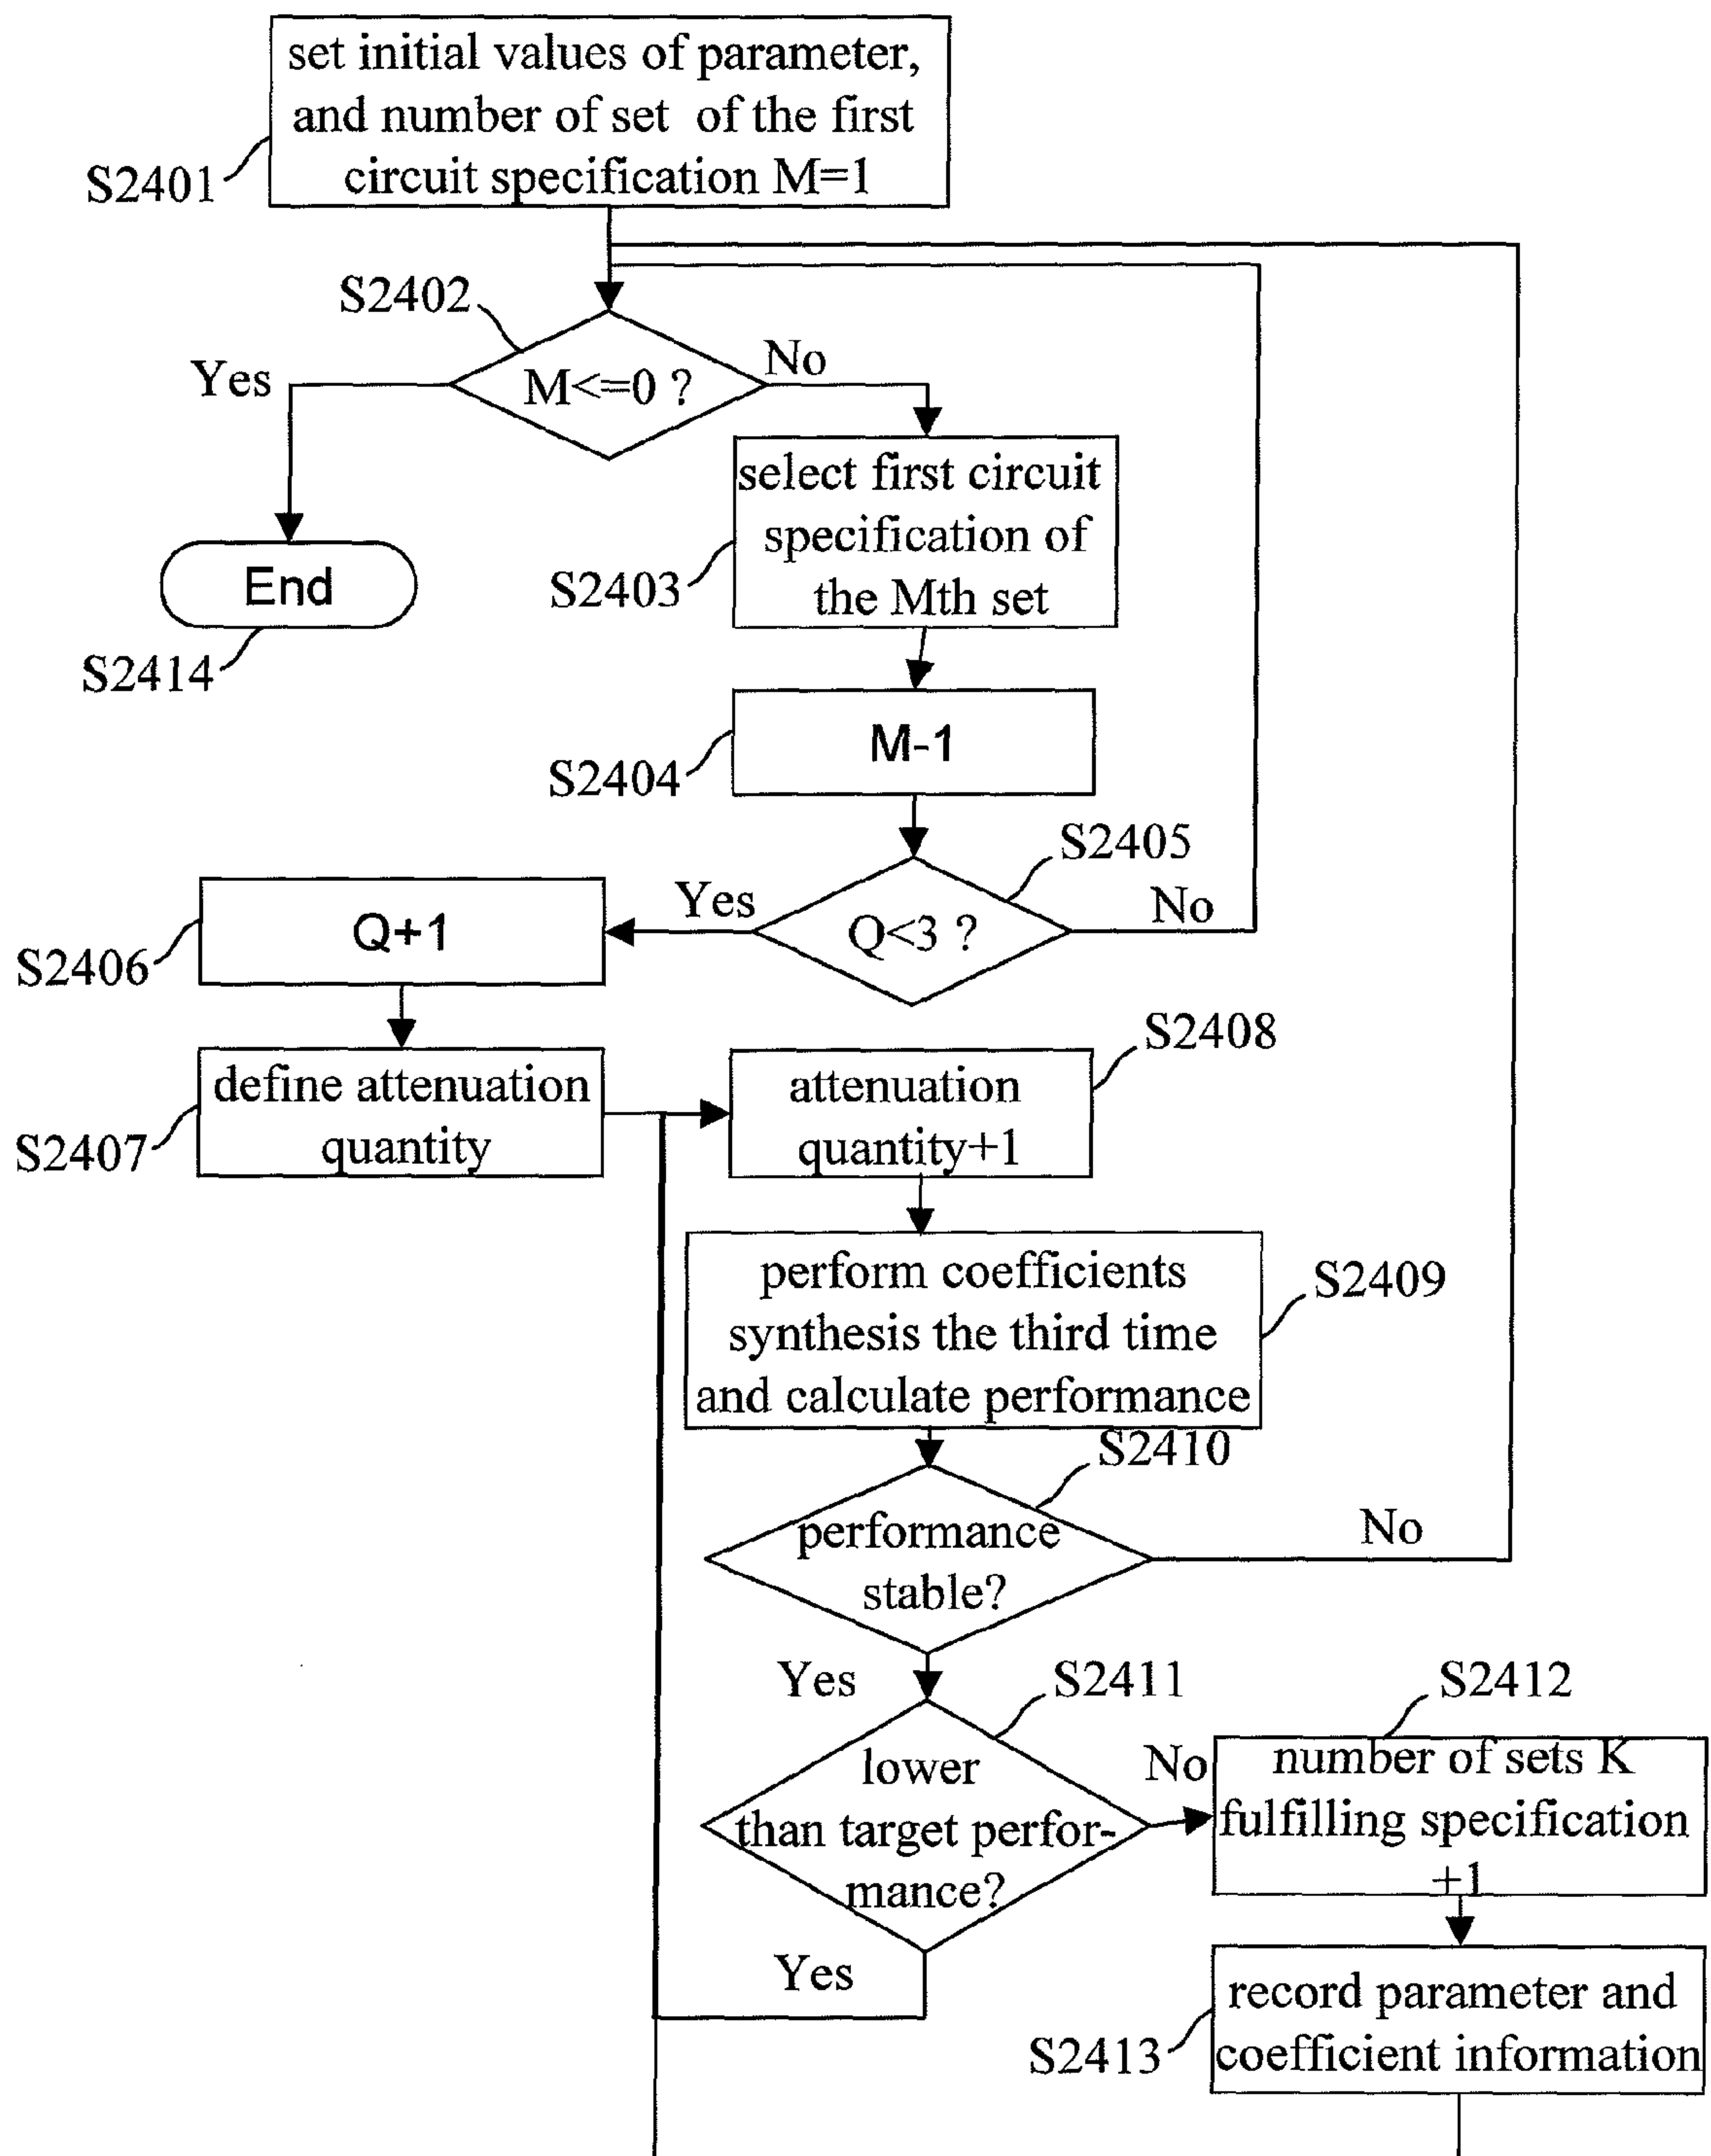 set initial values of parameter,
and number of set of the first
circuit specification M=1
S2401
S2402
Yes
M<=0 ?
No
select first circuit
specification of
the Mth set
S2403
End
S2414
M-1
S2404
S2405
Q<3 ?
Yes
No
Q+1
S2406
define attenuation
quantity
S2407
attenuation
quantity+1
S2408
perform coefficients
synthesis the third time
and calculate performance
S2409
S2410
performance
stable?
No
Yes
S2411
lower
than target perfor-
mance?
No
Yes
S2412
number of sets K
fulfilling specification
+1
record parameter and
coefficient information
S2413